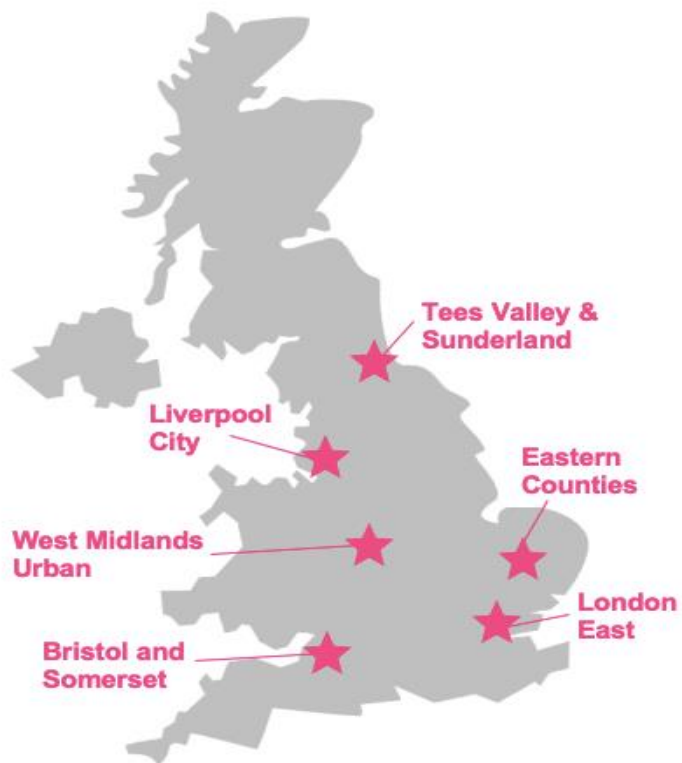 Tees Valley &
Sunderland
Liverpool
City
Eastern
Counties
West Midlands
Urban
London
East
Bristol and
Somerset